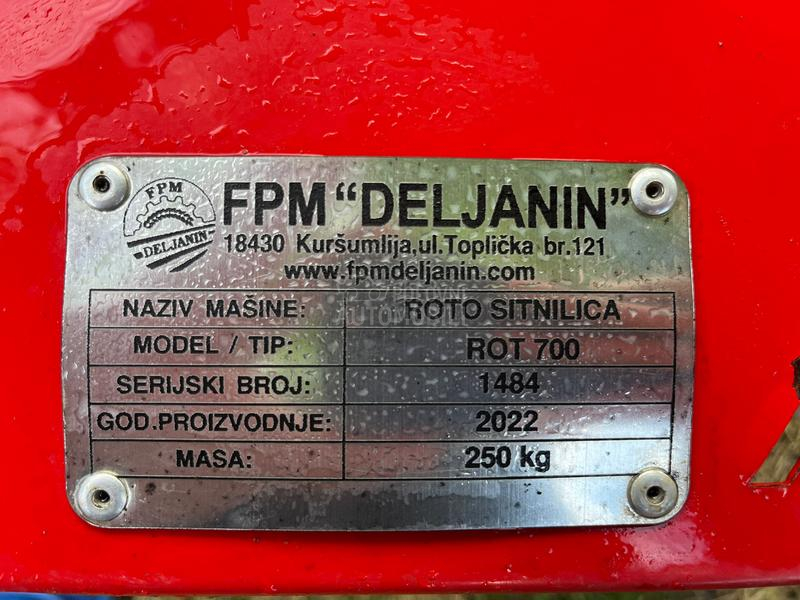 FPM
DELJANIN
FPM "DELJANIN"
18430 Kuršumlija,ul.Toplička br.121
www.fpmdeljanin.com
NAZIV MAŠINE: ROTO SITNILICA
MODEL / TIP: ROT 700
SERIJSKI BROJ: 1484
GOD.PROIZVODNJE: 2022
MASA: 250 kg